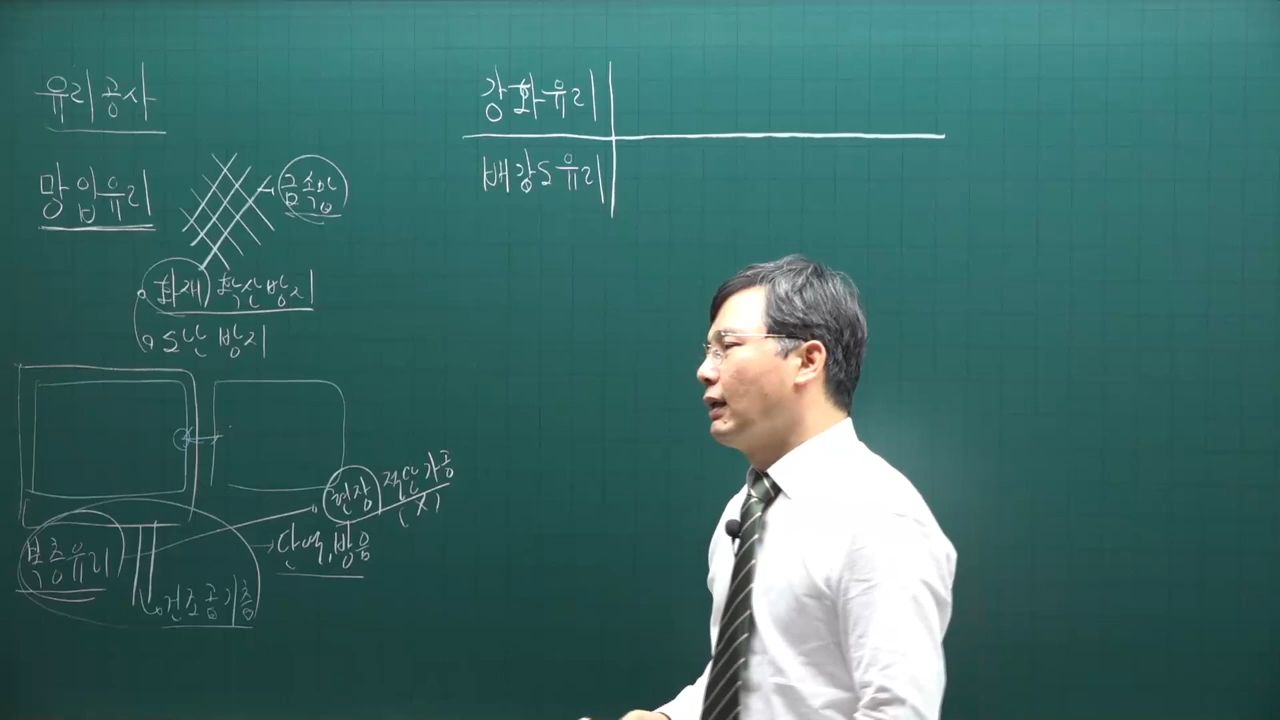 유리공사
망입유리
금속망
화재 확산방지
도난 방지
현장 절단가공
(X)
복층유리
단열, 방음
건조공기층
강화유리
배강도유리